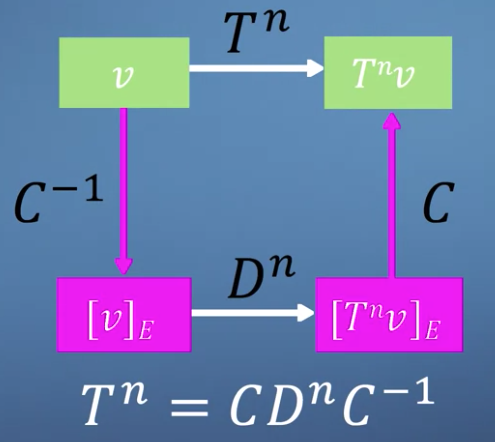 Tⁿ
v
Tⁿv
C⁻¹
C
Dⁿ
[v]_E
[Tⁿv]_E
Tⁿ = CDⁿC⁻¹